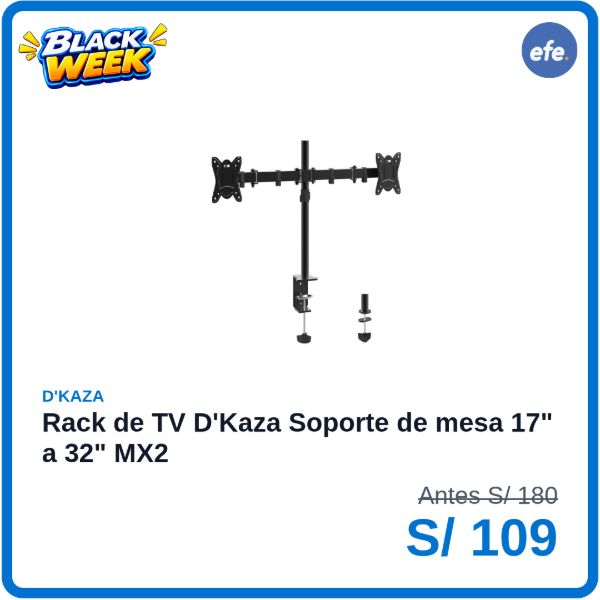 BLACK
WEEK
efe.
D'KAZA
Rack de TV D'Kaza Soporte de mesa 17"
a 32" MX2
Antes S/ 180
S/ 109